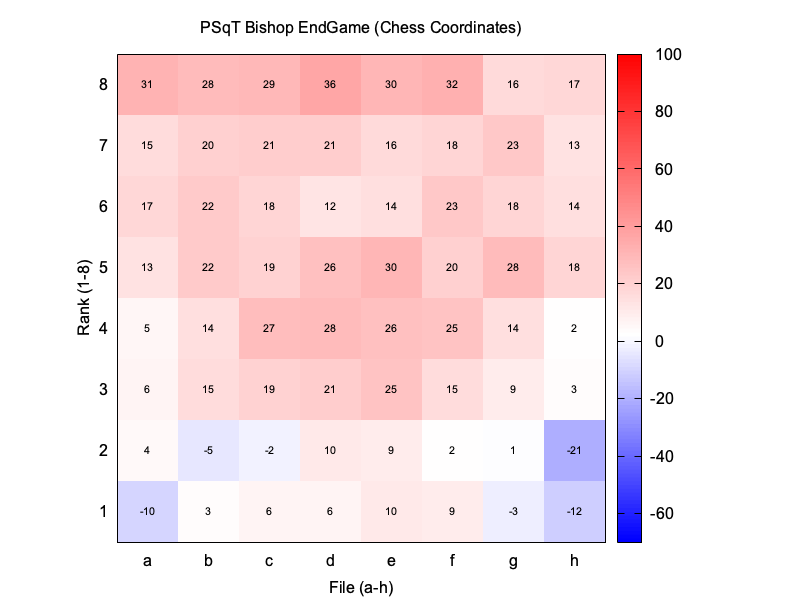 PSqT Bishop EndGame (Chess Coordinates)
100
8 31 28 29 36 30 32 16 17
80
7 15 20 21 21 16 18 23 13
60
6 17 22 18 12 14 23 18 14
40
5 13 22 19 26 30 20 28 18
20
Rank (1-8)
4 5 14 27 28 26 25 14 2
0
3 6 15 19 21 25 15 9 3
-20
2 4 -5 -2 10 9 2 1 -21
-40
1 -10 3 6 6 10 9 -3 -12
-60
a b c d e f g h
File (a-h)